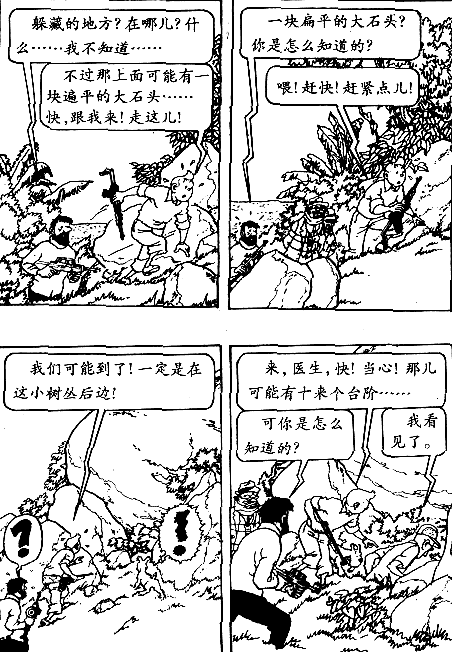 躲藏的地方?在哪儿?什
么……我不知道……
不过那上面可能有一
块遍平的大石头……
快,跟我来!走这儿!
一块扁平的大石头?
你是怎么知道的?
喂!赶快!赶紧点儿!
我们可能到了!一定是在
这小树丛后边!
?
!
来,医生,快!当心!那儿
可能有十来个台阶……
可你是怎么
知道的?
我看
见了。